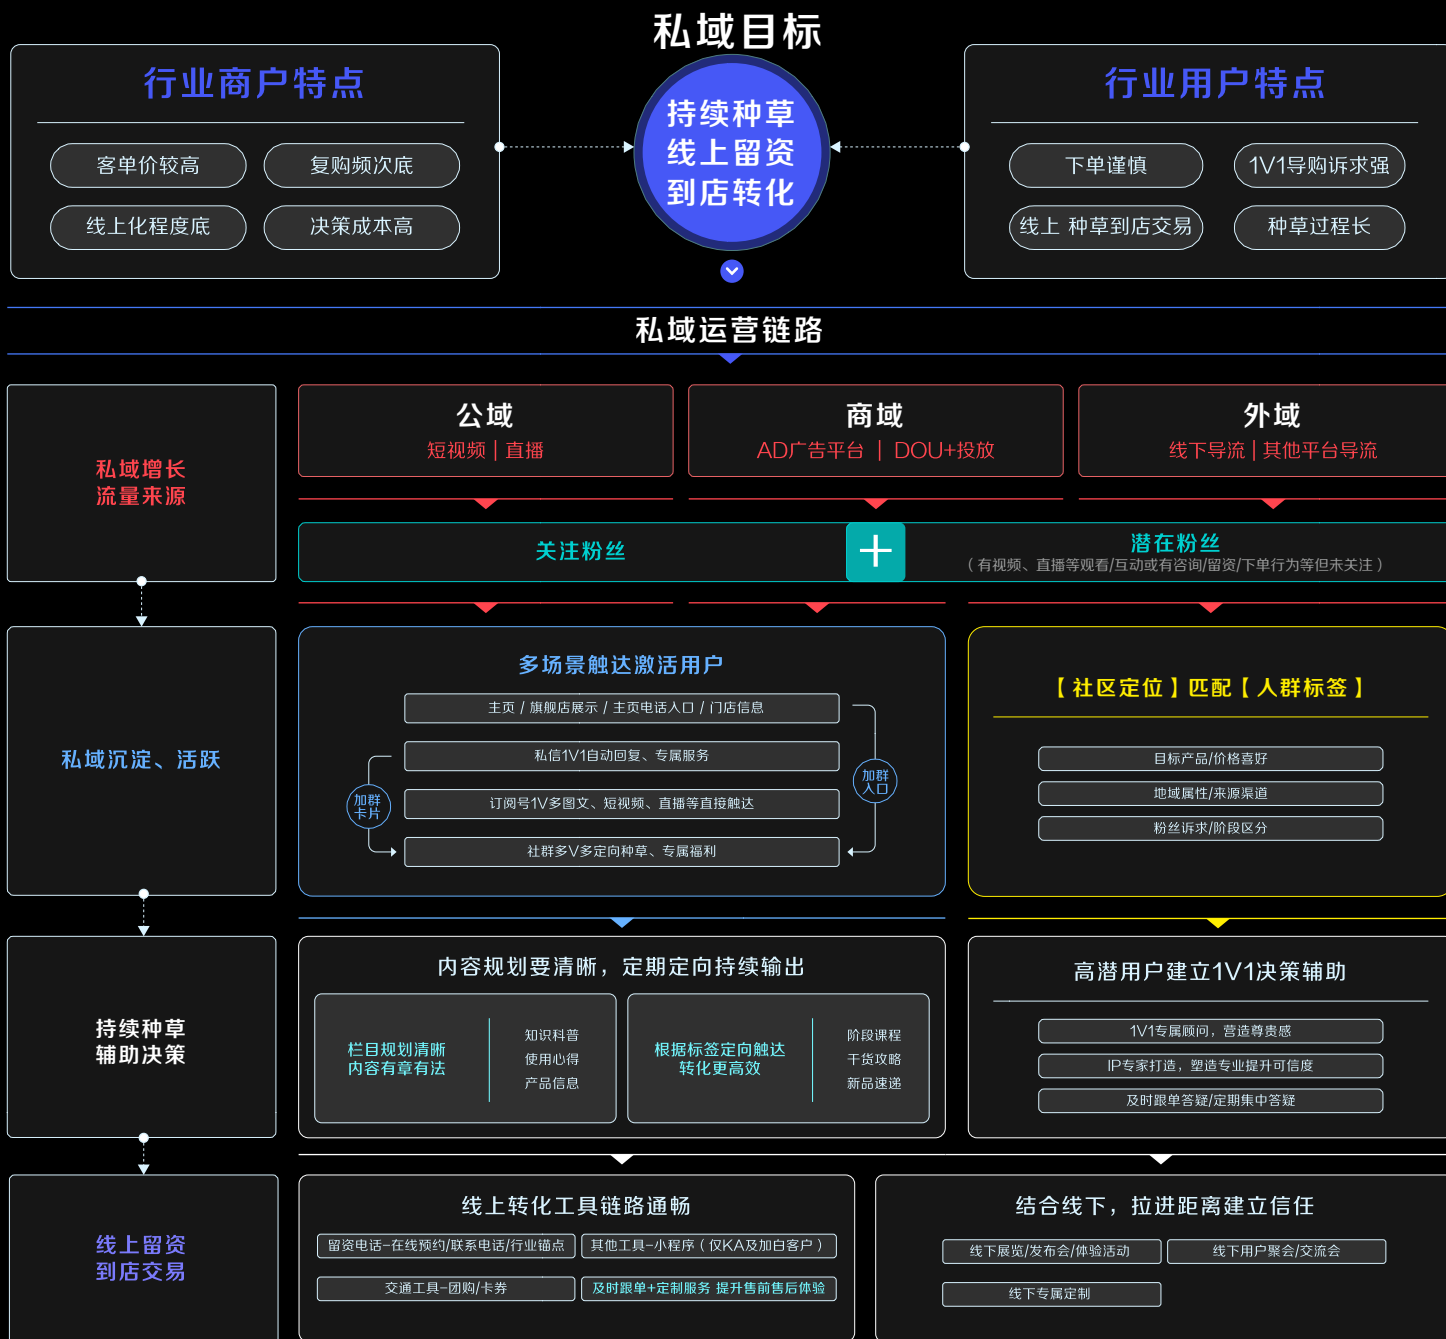 私域目标
行业商户特点
客单价较高
复购频次底
线上化程度底
决策成本高
持续种草
线上留资
到店转化
行业用户特点
下单谨慎
1V1导购诉求强
线上 种草到店交易
种草过程长
私域运营链路
私域增长
流量来源
公域
短视频 | 直播
商域
AD广告平台 | DOU+投放
外域
线下导流 | 其他平台导流
关注粉丝
潜在粉丝
（有视频、直播等观看/互动或有咨询/留资/下单行为等但未关注）
私域沉淀、活跃
多场景触达激活用户
主页 / 旗舰店展示 / 主页电话入口 / 门店信息
私信1V1自动回复、专属服务
订阅号1V多图文、短视频、直播等直接触达
社群多V多定向种草、专属福利
加群
卡片
加群
入口
【社区定位】匹配【人群标签】
目标产品/价格喜好
地域属性/来源渠道
粉丝诉求/阶段区分
持续种草
辅助决策
内容规划要清晰，定期定向持续输出
栏目规划清晰
内容有章有法
知识科普
使用心得
产品信息
根据标签定向触达
转化更高效
阶段课程
干货攻略
新品速递
高潜用户建立1V1决策辅助
1V1专属顾问，营造尊贵感
IP专家打造，塑造专业提升可信度
及时跟单答疑/定期集中答疑
线上留资
到店交易
线上转化工具链路通畅
留资电话-在线预约/联系电话/行业锚点
其他工具-小程序（仅KA及加白客户）
交通工具-团购/卡券
及时跟单+定制服务 提升售前售后体验
结合线下，拉进距离建立信任
线下展览/发布会/体验活动
线下用户聚会/交流会
线下专属定制